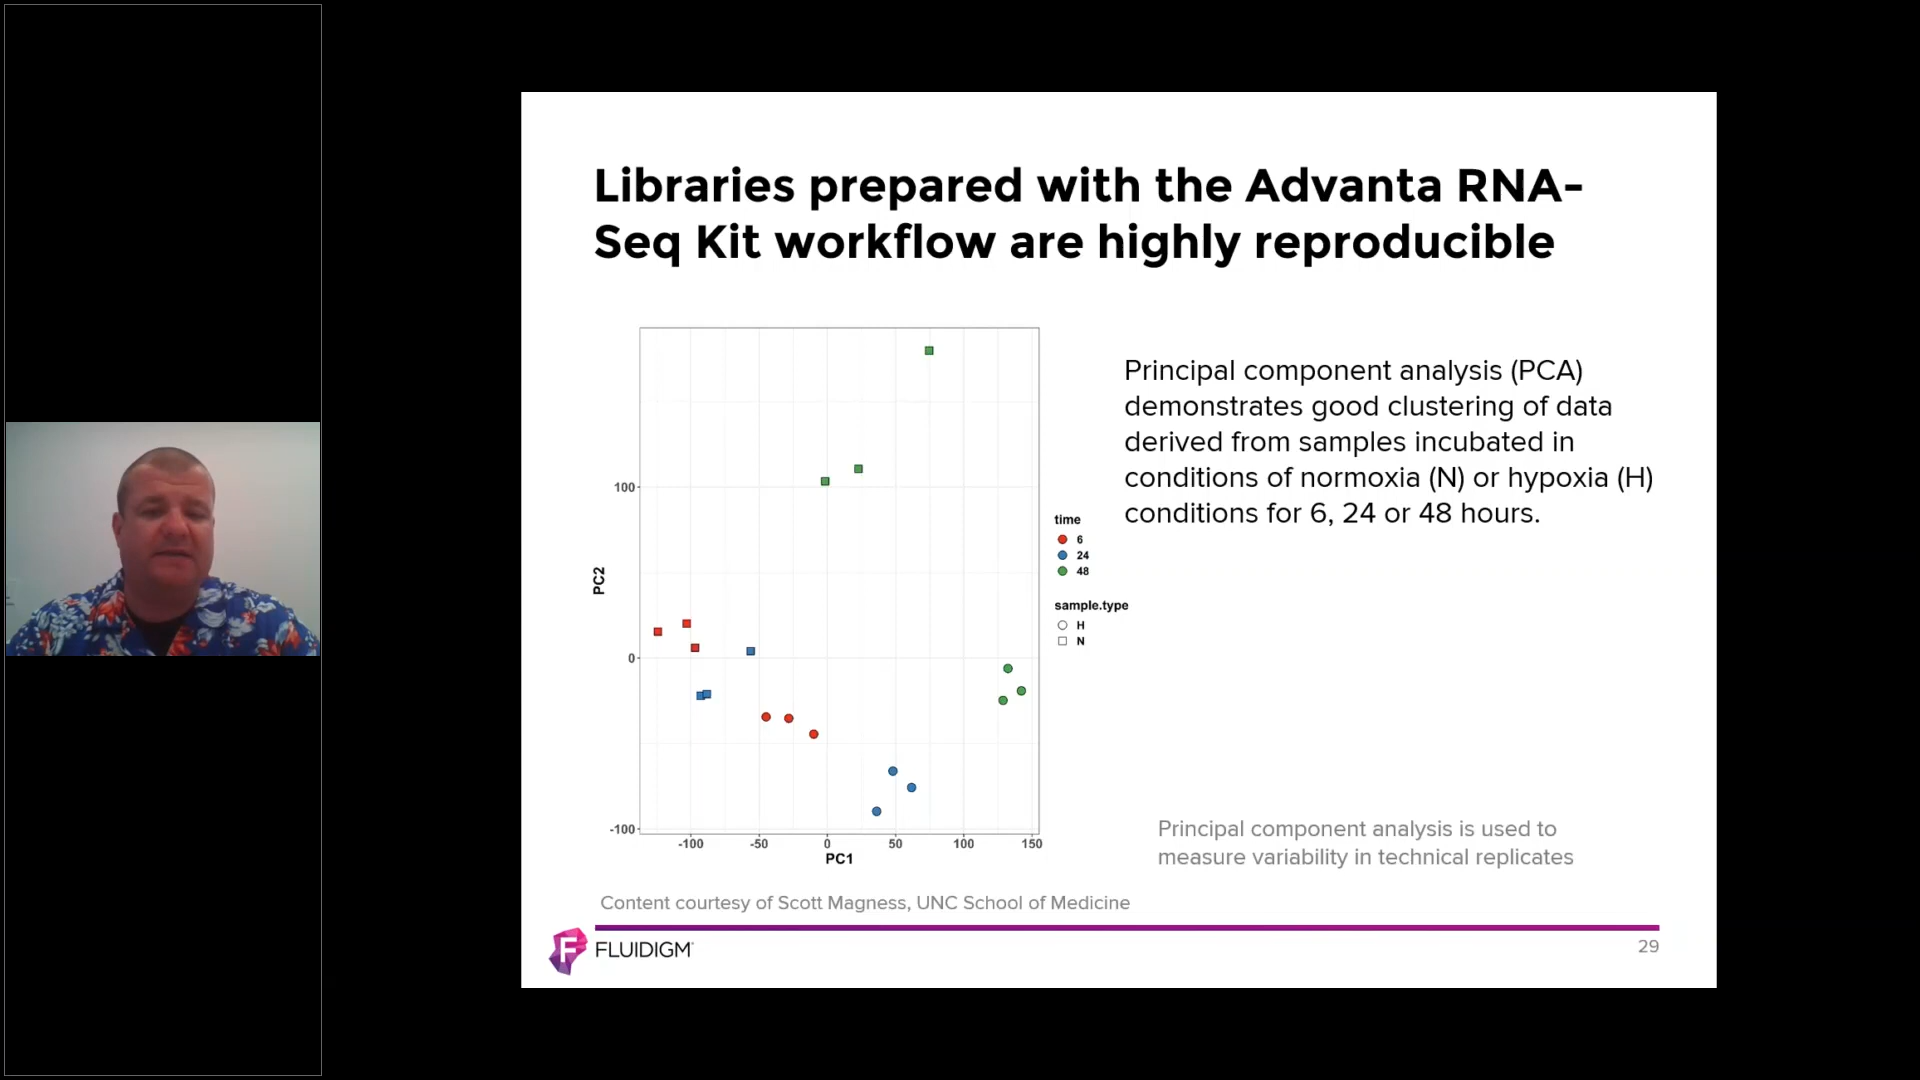 Libraries prepared with the Advanta RNA-
Seq Kit workflow are highly reproducible
Principal component analysis (PCA)
demonstrates good clustering of data
derived from samples incubated in
conditions of normoxia (N) or hypoxia (H)
conditions for 6, 24 or 48 hours.
PC2
100
0
-100
-100
-50
0
50
100
150
PC1
time
6
24
48
sample.type
H
N
Principal component analysis is used to
measure variability in technical replicates
Content courtesy of Scott Magness, UNC School of Medicine
F
FLUIDIGM
29